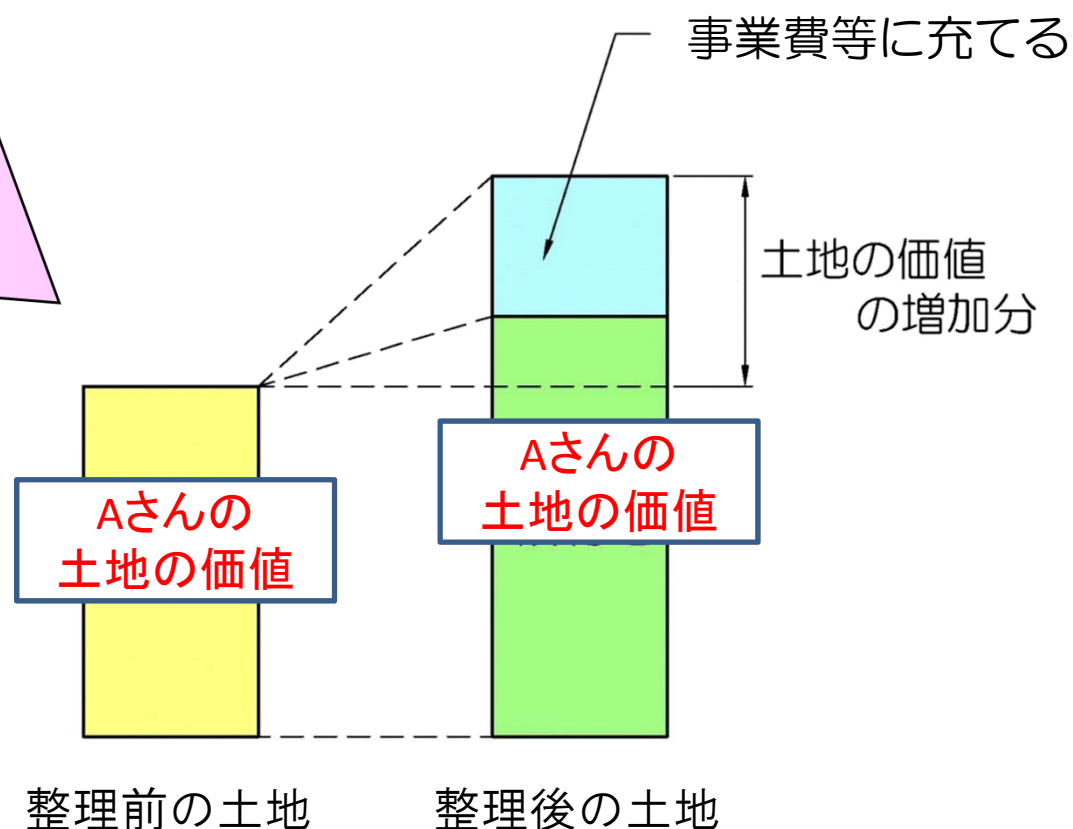 事業費等に充てる
土地の価値
の増加分
Aさんの
土地の価値
Aさんの
土地の価値
整理前の土地
整理後の土地